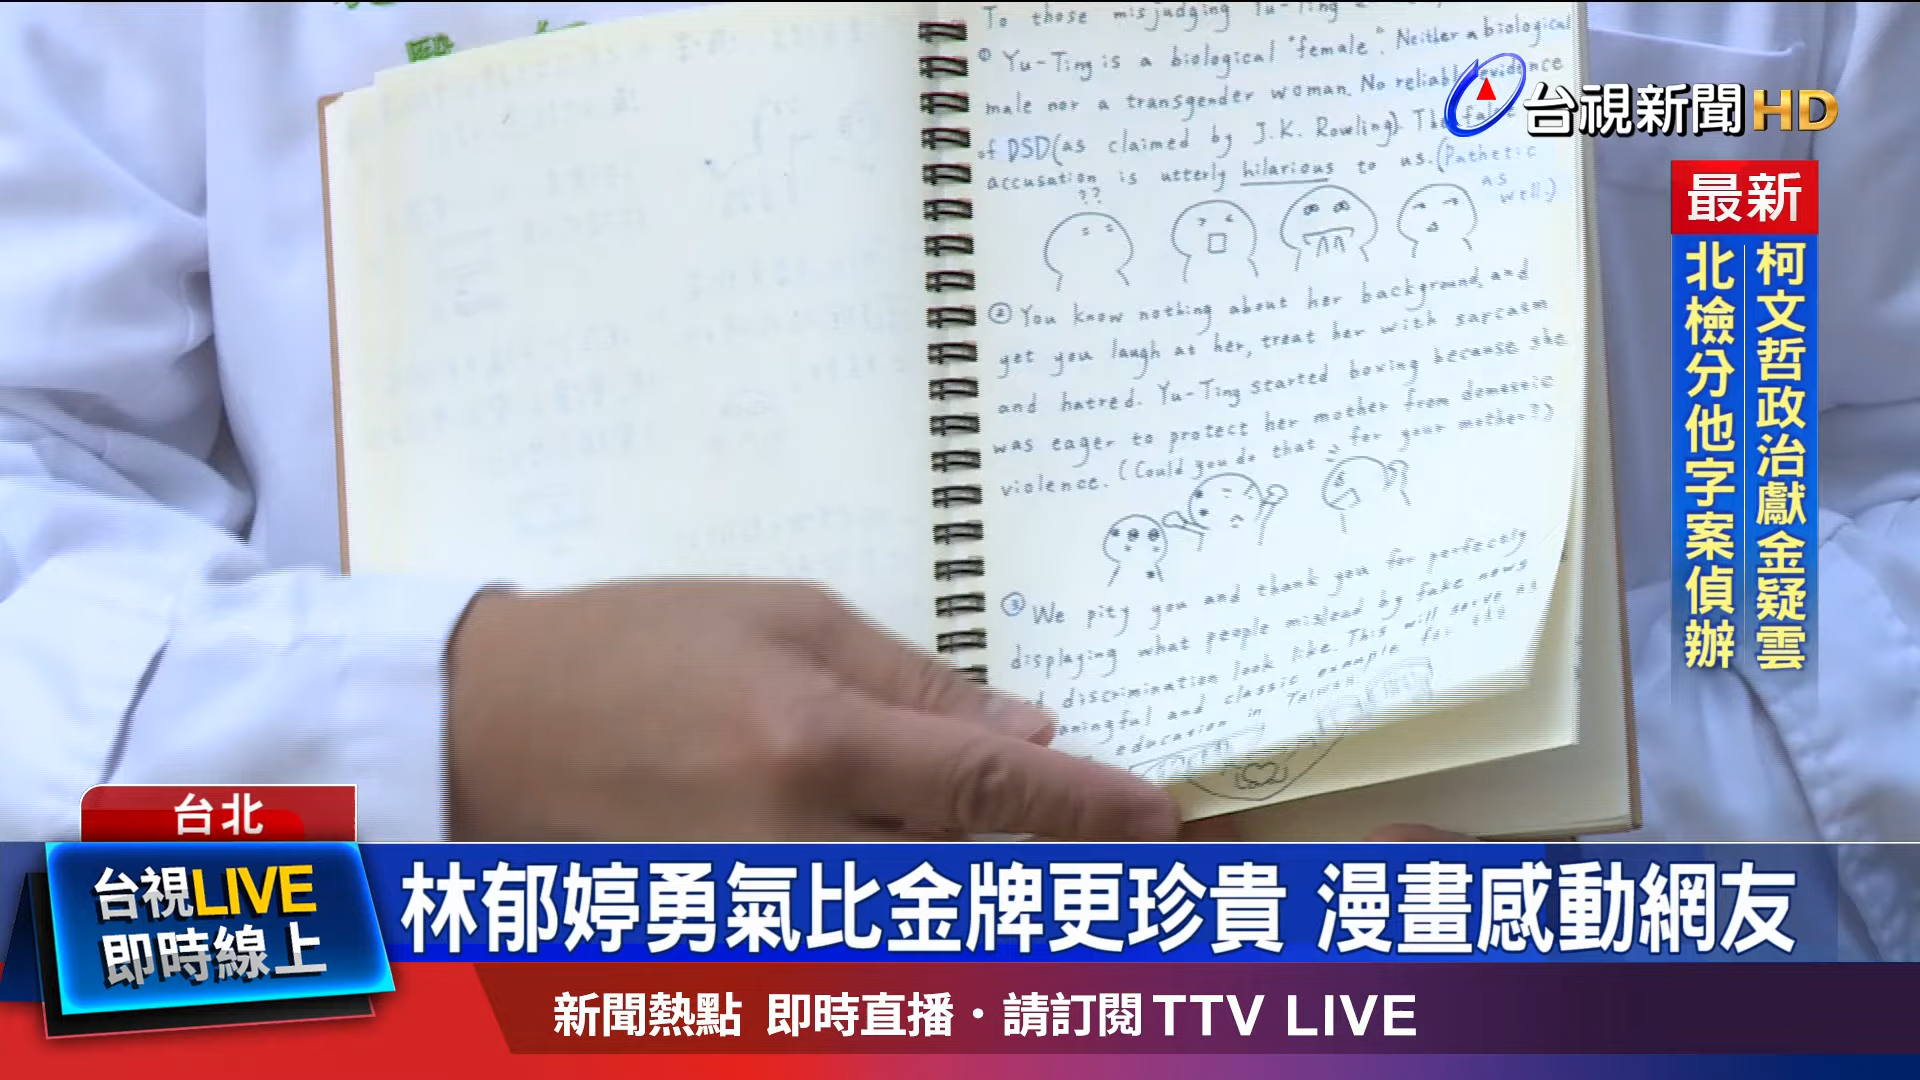 To those misjudging Yu-Ting
① Yu-Ting is a biological "female". Neither a biological
male nor a transgender woman. No reliable evidence
of DSD (as claimed by J.K. Rowling). The false
accusation is utterly hilarious to us. (Pathetic
as
well.)
??
② You know nothing about her background, and
yet you laugh at her, treat her with sarcasm
and hatred. Yu-Ting started boxing because she
was eager to protect her mother from domestic
violence. (Could you do that for your mother?)
③ We pity you and thank you for perfectly
displaying what people mislead by fake news
discrimination look like. This will serve as
meaningful and classic example for the
education in Taiwan.
台視新聞HD
最新
柯文哲政治獻金疑雲
北檢分他字案偵辦
台北
台視LIVE
即時線上
林郁婷勇氣比金牌更珍貴 漫畫感動網友
新聞熱點 即時直播・請訂閱TTV LIVE